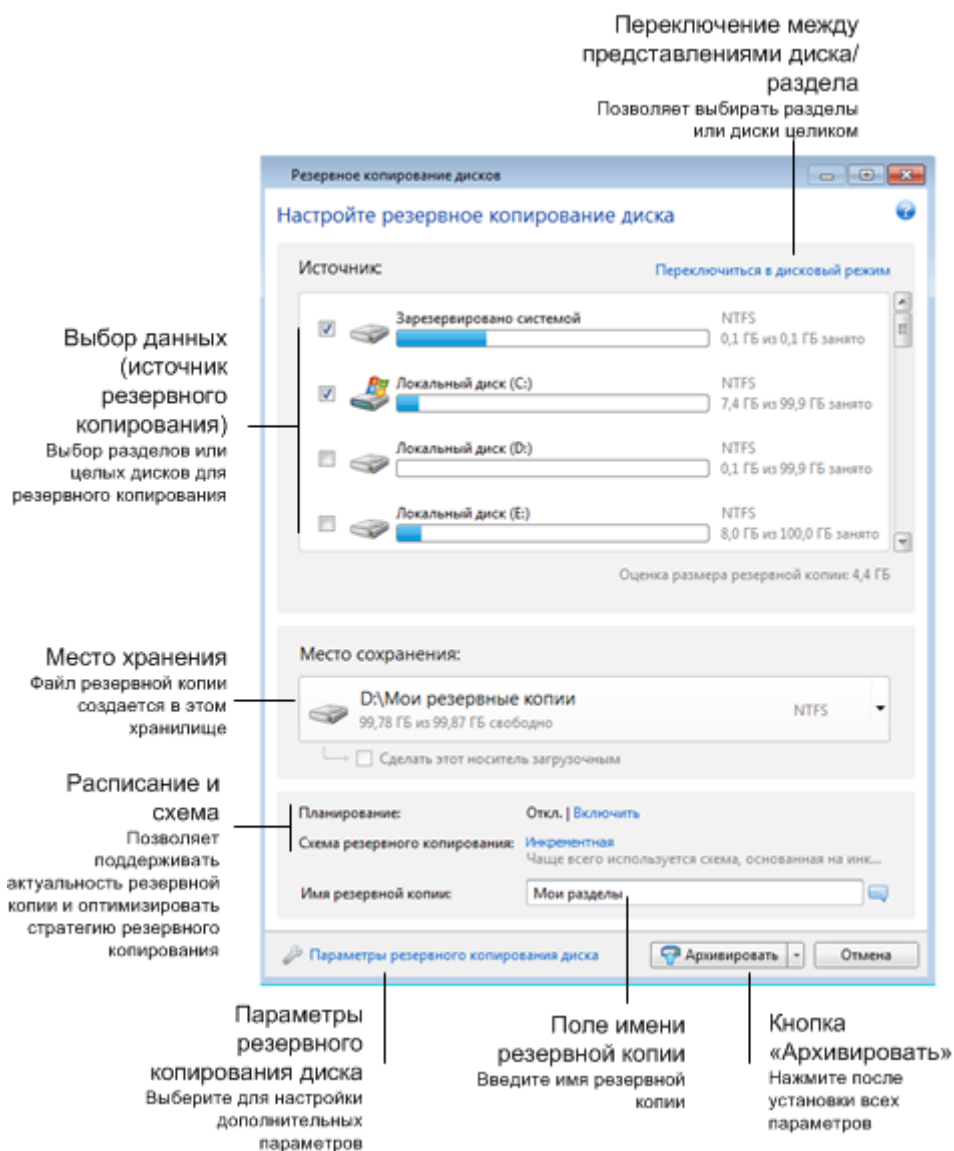 Переключение между
представлениями диска/
раздела
Позволяет выбирать разделы
или диски целиком
Резервное копирование дисков
Настройте резервное копирование диска
Источник:
Переключиться в дисковый режим
Зарезервировано системой
NTFS
0,1 ГБ из 0,1 ГБ занято
Локальный диск (C:)
NTFS
7,4 ГБ из 99,9 ГБ занято
Локальный диск (D:)
NTFS
0,1 ГБ из 99,9 ГБ занято
Локальный диск (E:)
NTFS
8,0 ГБ из 100,0 ГБ занято
Оценка размера резервной копии: 4,4 ГБ
Выбор данных
(источник
резервного
копирования)
Выбор разделов или
целых дисков для
резервного копирования
Место хранения
Файл резервной копии
создается в этом
хранилище
Место сохранения:
D:\Мои резервные копии
99,78 ГБ из 99,87 ГБ свободно
NTFS
Сделать этот носитель загрузочным
Расписание и
схема
Позволяет
поддерживать
актуальность резервной
копии и оптимизировать
стратегию резервного
копирования
Планирование:
Откл. | Включить
Схема резервного копирования:
Инкрементная
Чаще всего используется схема, основанная на инк...
Имя резервной копии:
Мои разделы
Параметры резервного копирования диска
Архивировать
Отмена
Параметры
резервного
копирования диска
Выберите для настройки
дополнительных
параметров
Поле имени
резервной копии
Введите имя резервной
копии
Кнопка
«Архивировать»
Нажмите после
установки всех
параметров